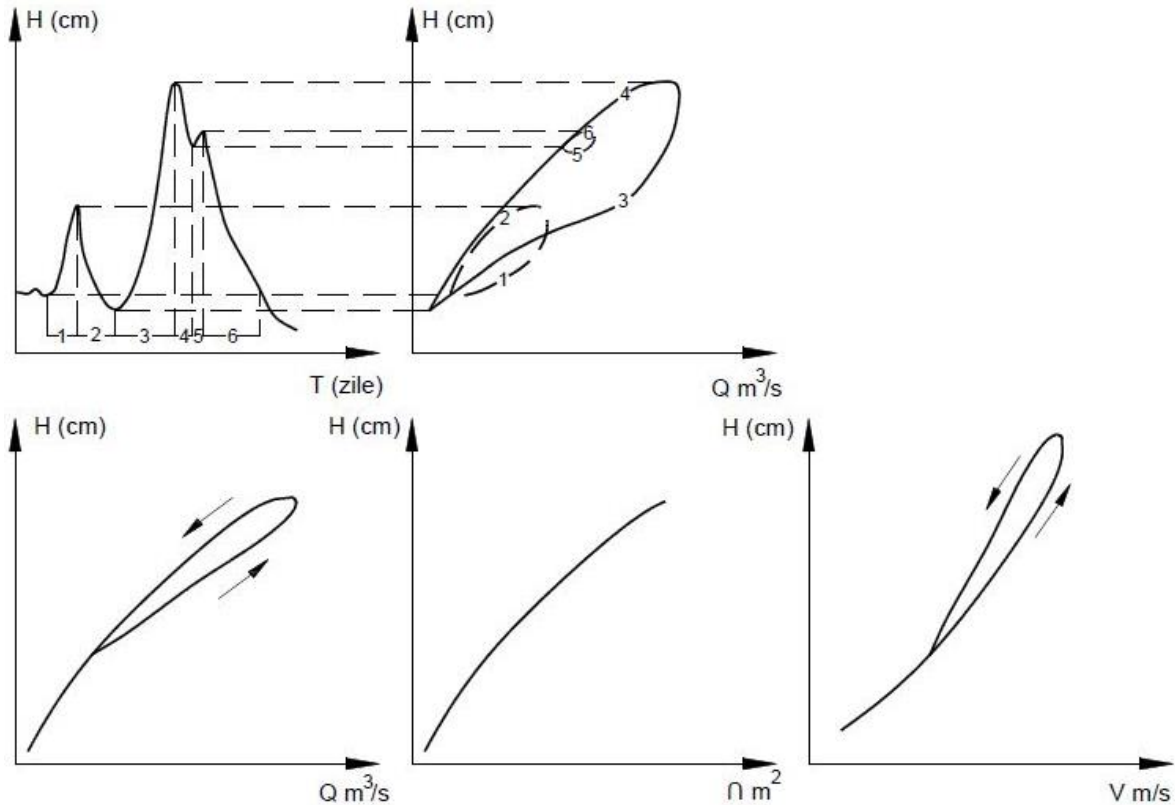 H (cm)
H (cm)
4
6
5
3
2
1
1 2 3 4 5 6
T (zile)
Q m³/s
H (cm)
H (cm)
H (cm)
Q m³/s
Ո m²
V m/s